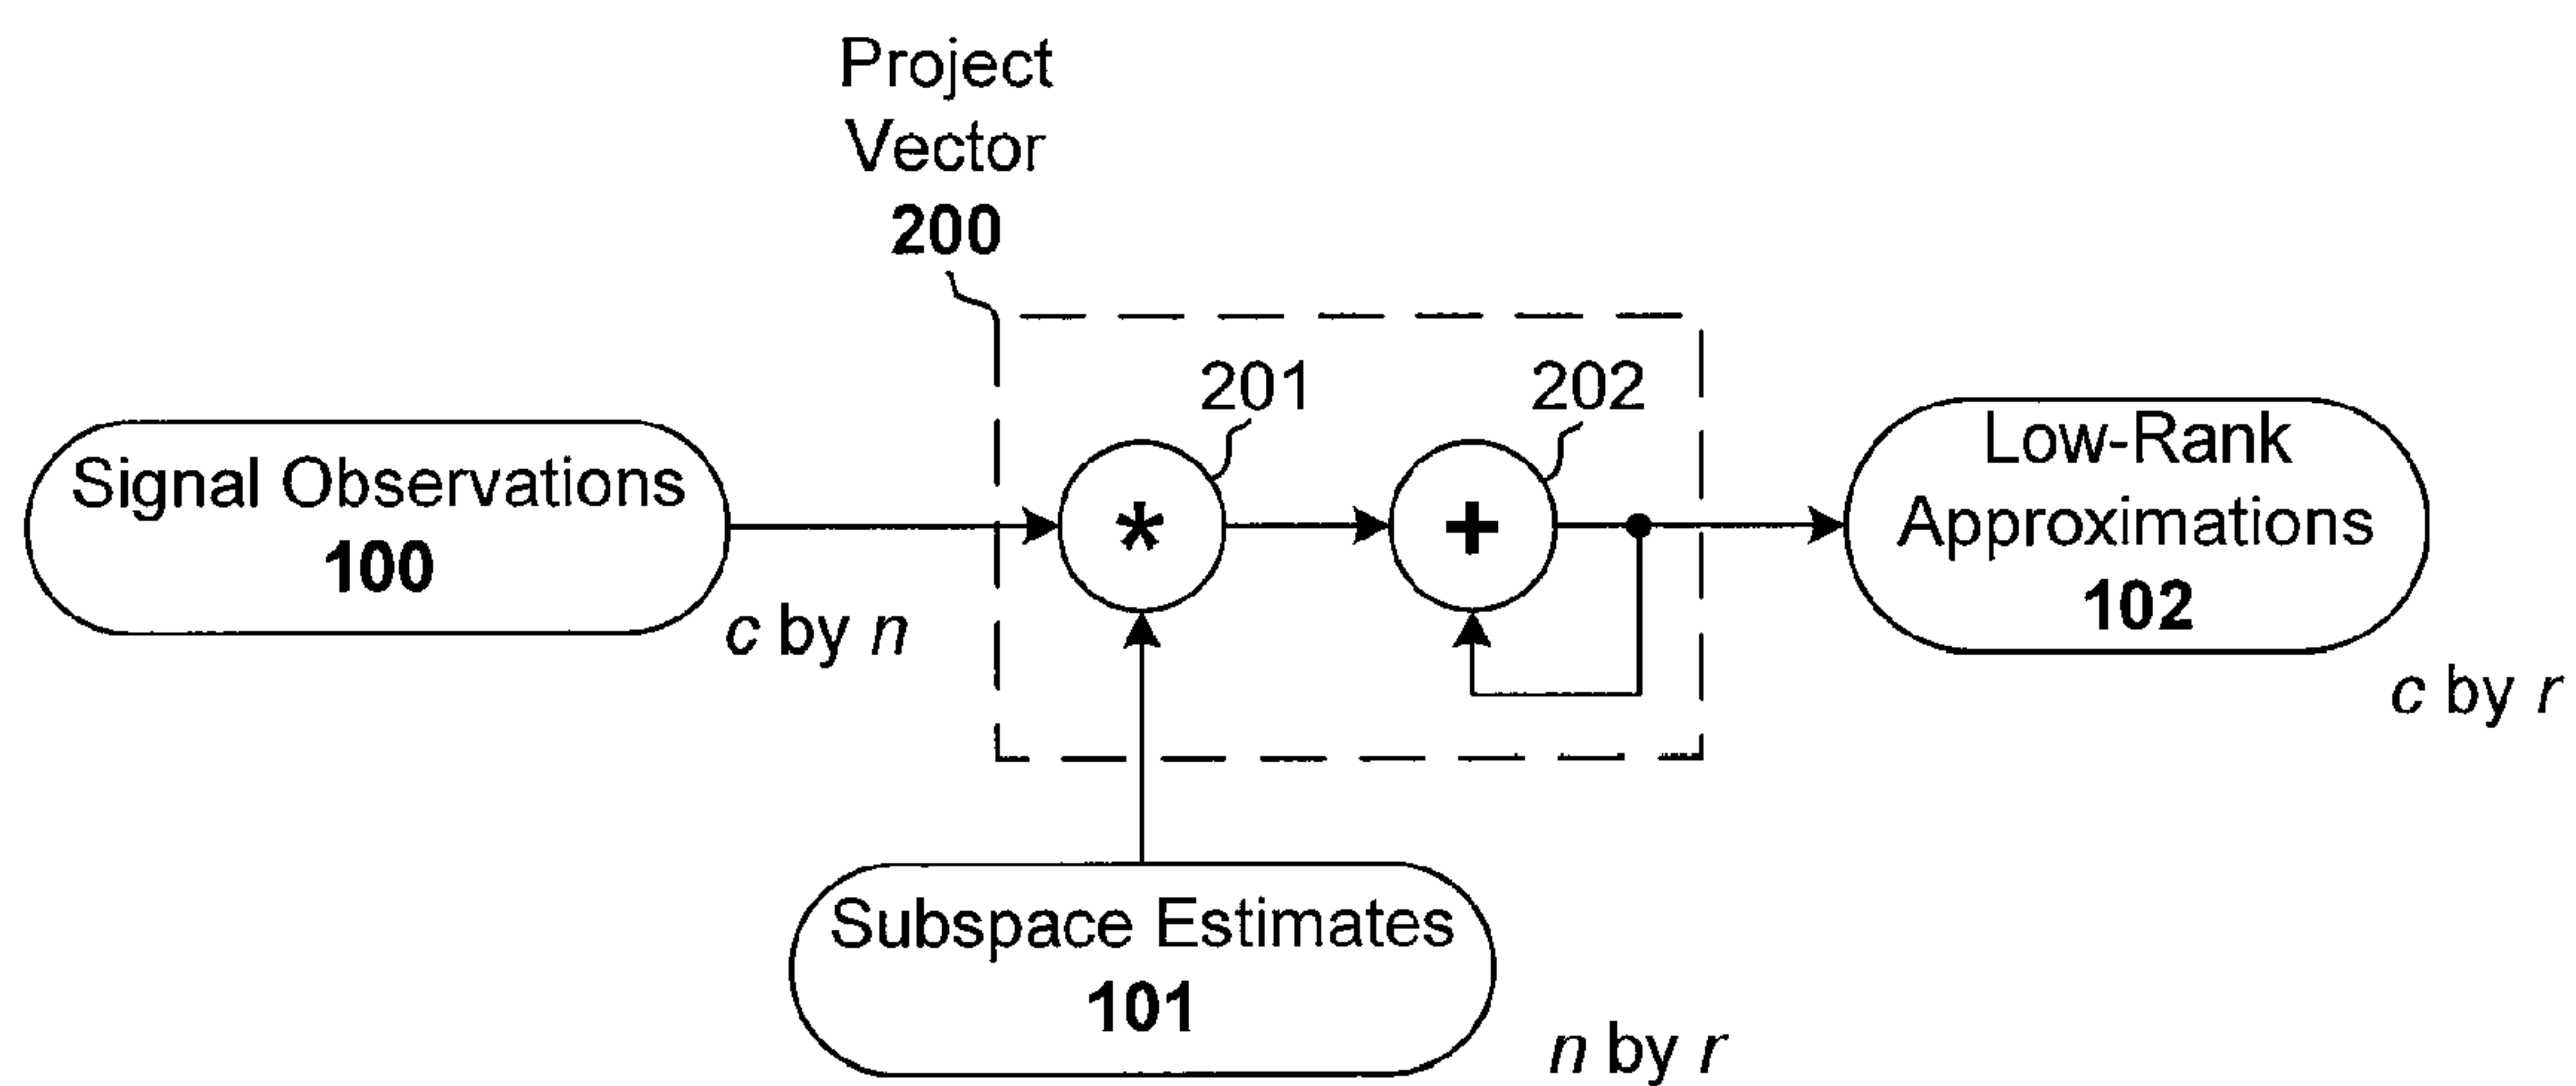 Project
Vector
200
201
202
Signal Observations
100
c by n
*
+
Low-Rank
Approximations
102
c by r
Subspace Estimates
101
n by r